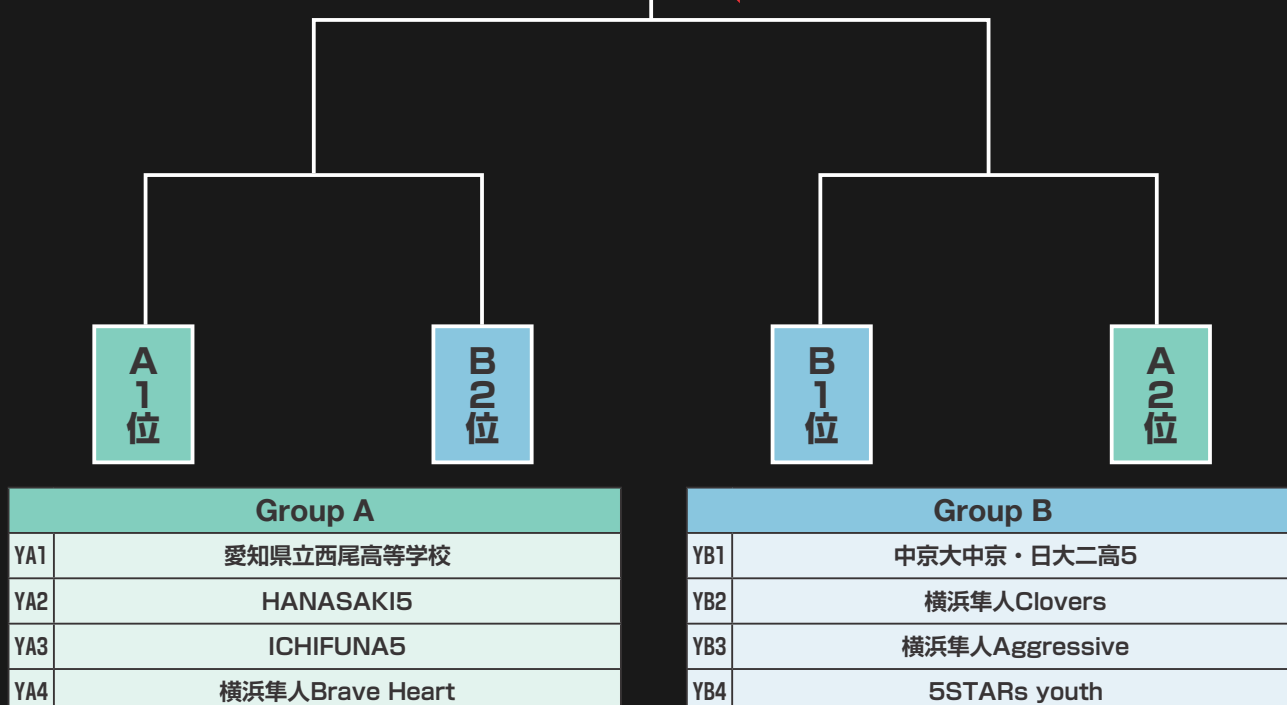 A1位
B2位
B1位
A2位
Group A
YA1 愛知県立西尾高等学校
YA2 HANASAKI5
YA3 ICHIFUNA5
YA4 横浜隼人Brave Heart
Group B
YB1 中京大中京・日大二高5
YB2 横浜隼人Clovers
YB3 横浜隼人Aggressive
YB4 5STARs youth